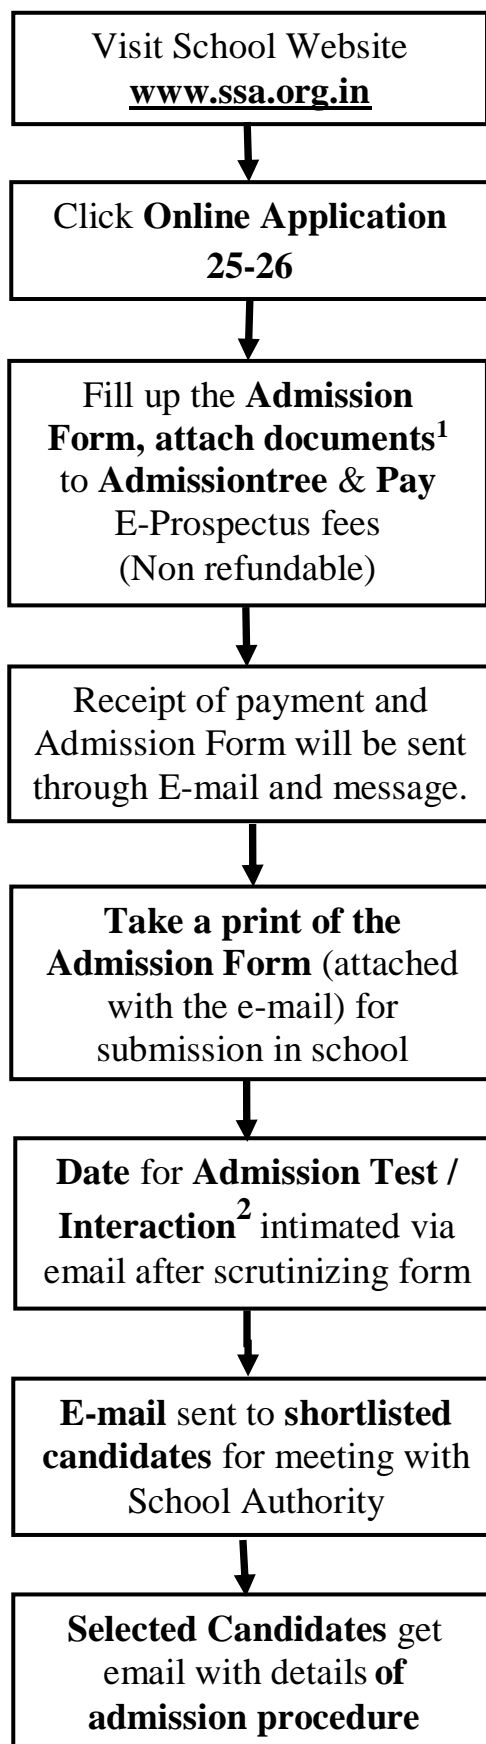 Visit School Website
www.ssa.org.in
Click Online Application
25-26
Fill up the Admission
Form, attach documents1
to Admissiontree & Pay
E-Prospectus fees
(Non refundable)
Receipt of payment and
Admission Form will be sent
through E-mail and message.
Take a print of the
Admission Form (attached
with the e-mail) for
submission in school
Date for Admission Test /
Interaction2 intimated via
email after scrutinizing form
E-mail sent to shortlisted
candidates for meeting with
School Authority
Selected Candidates get
email with details of
admission procedure